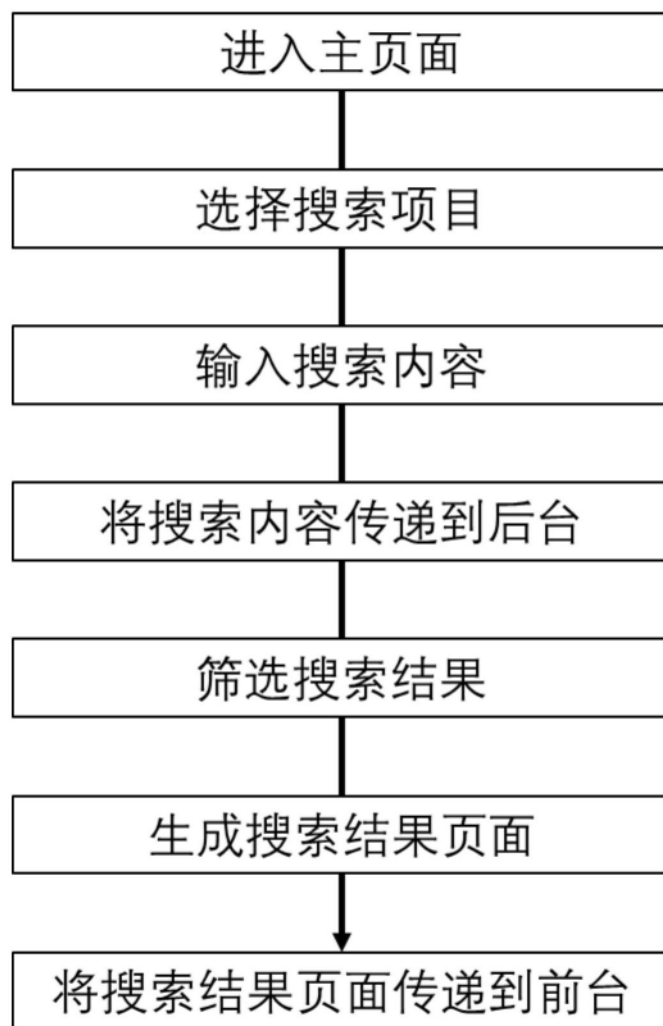 进入主页面
选择搜索项目
输入搜索内容
将搜索内容传递到后台
筛选搜索结果
生成搜索结果页面
将搜索结果页面传递到前台